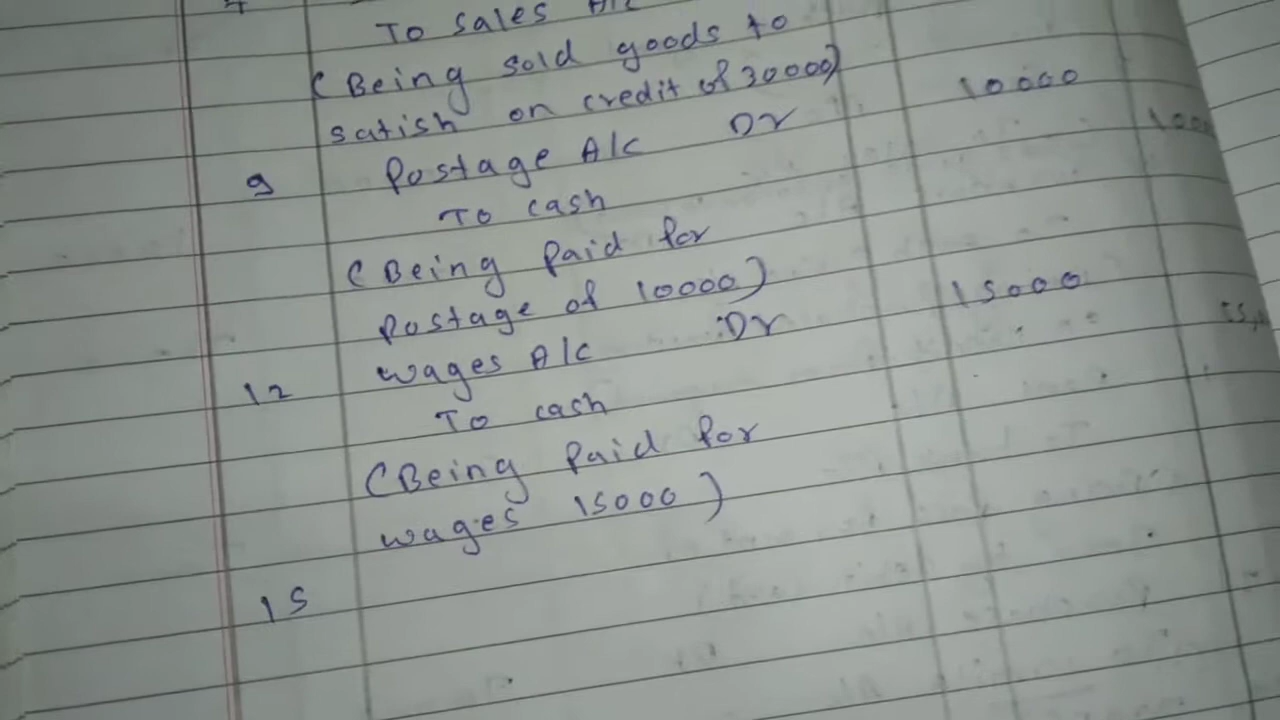 To sales A/c
(Being sold goods to
satish on credit of 30000)
9 Postage A/c Dr 10000
To cash
(Being Paid for
Postage of 10000)
12 wages A/c Dr 15000
To cash
(Being Paid for
wages 15000)
15